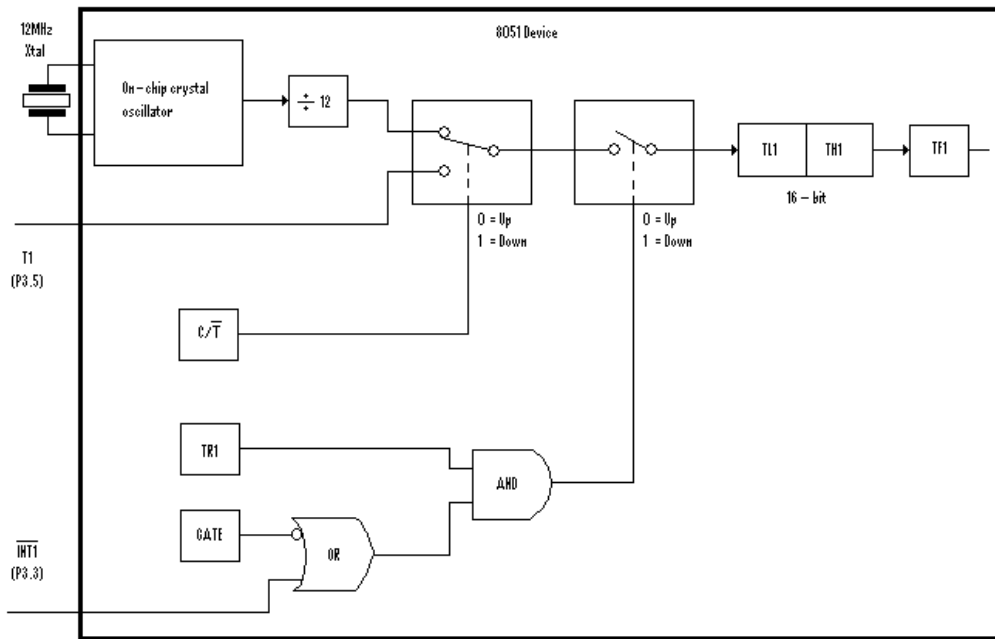 12MHz
Xtal
8051 Device
On-chip crystal
oscillator
÷ 12
TL1
TH1
TF1
16 - bit
0 = Up
1 = Down
0 = Up
1 = Down
T1
(P3.5)
C/T̅
TR1
AND
GATE
OR
I̅N̅T̅1̅
(P3.3)